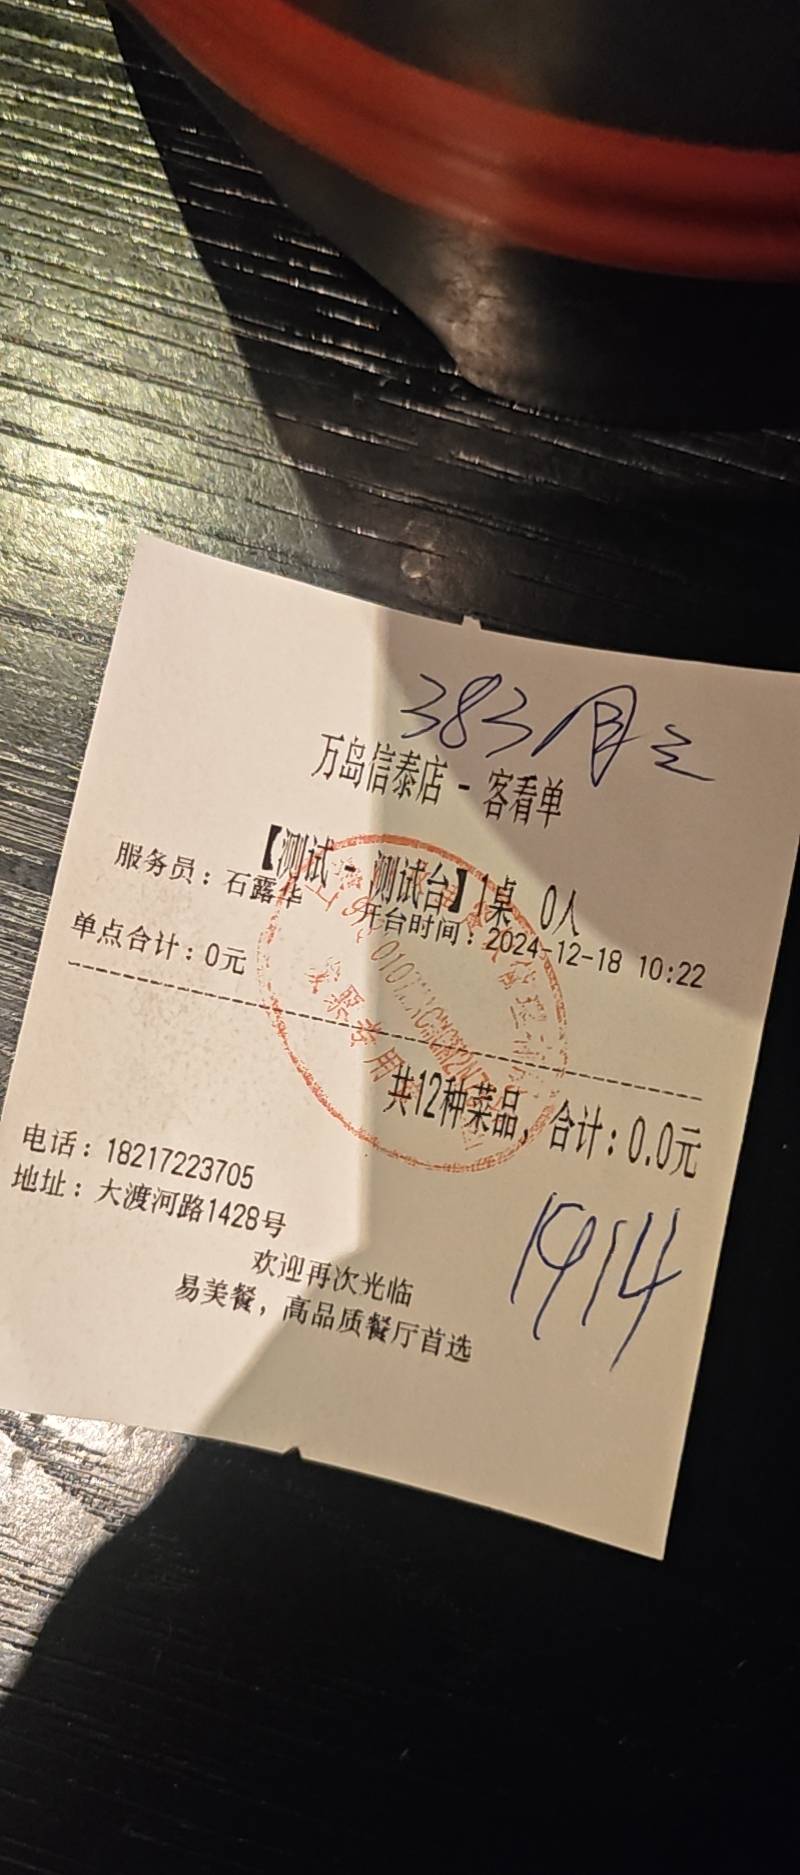 383
万岛信泰店 - 客看单
【测试 - 测试台】1桌 0人
服务员：石露华 开台时间：2024-12-18 10:22
单点合计：0元
共12种菜品，合计：0.0元
电话：18217223705
地址：大渡河路1428号
1914
欢迎再次光临
易美餐，高品质餐厅首选